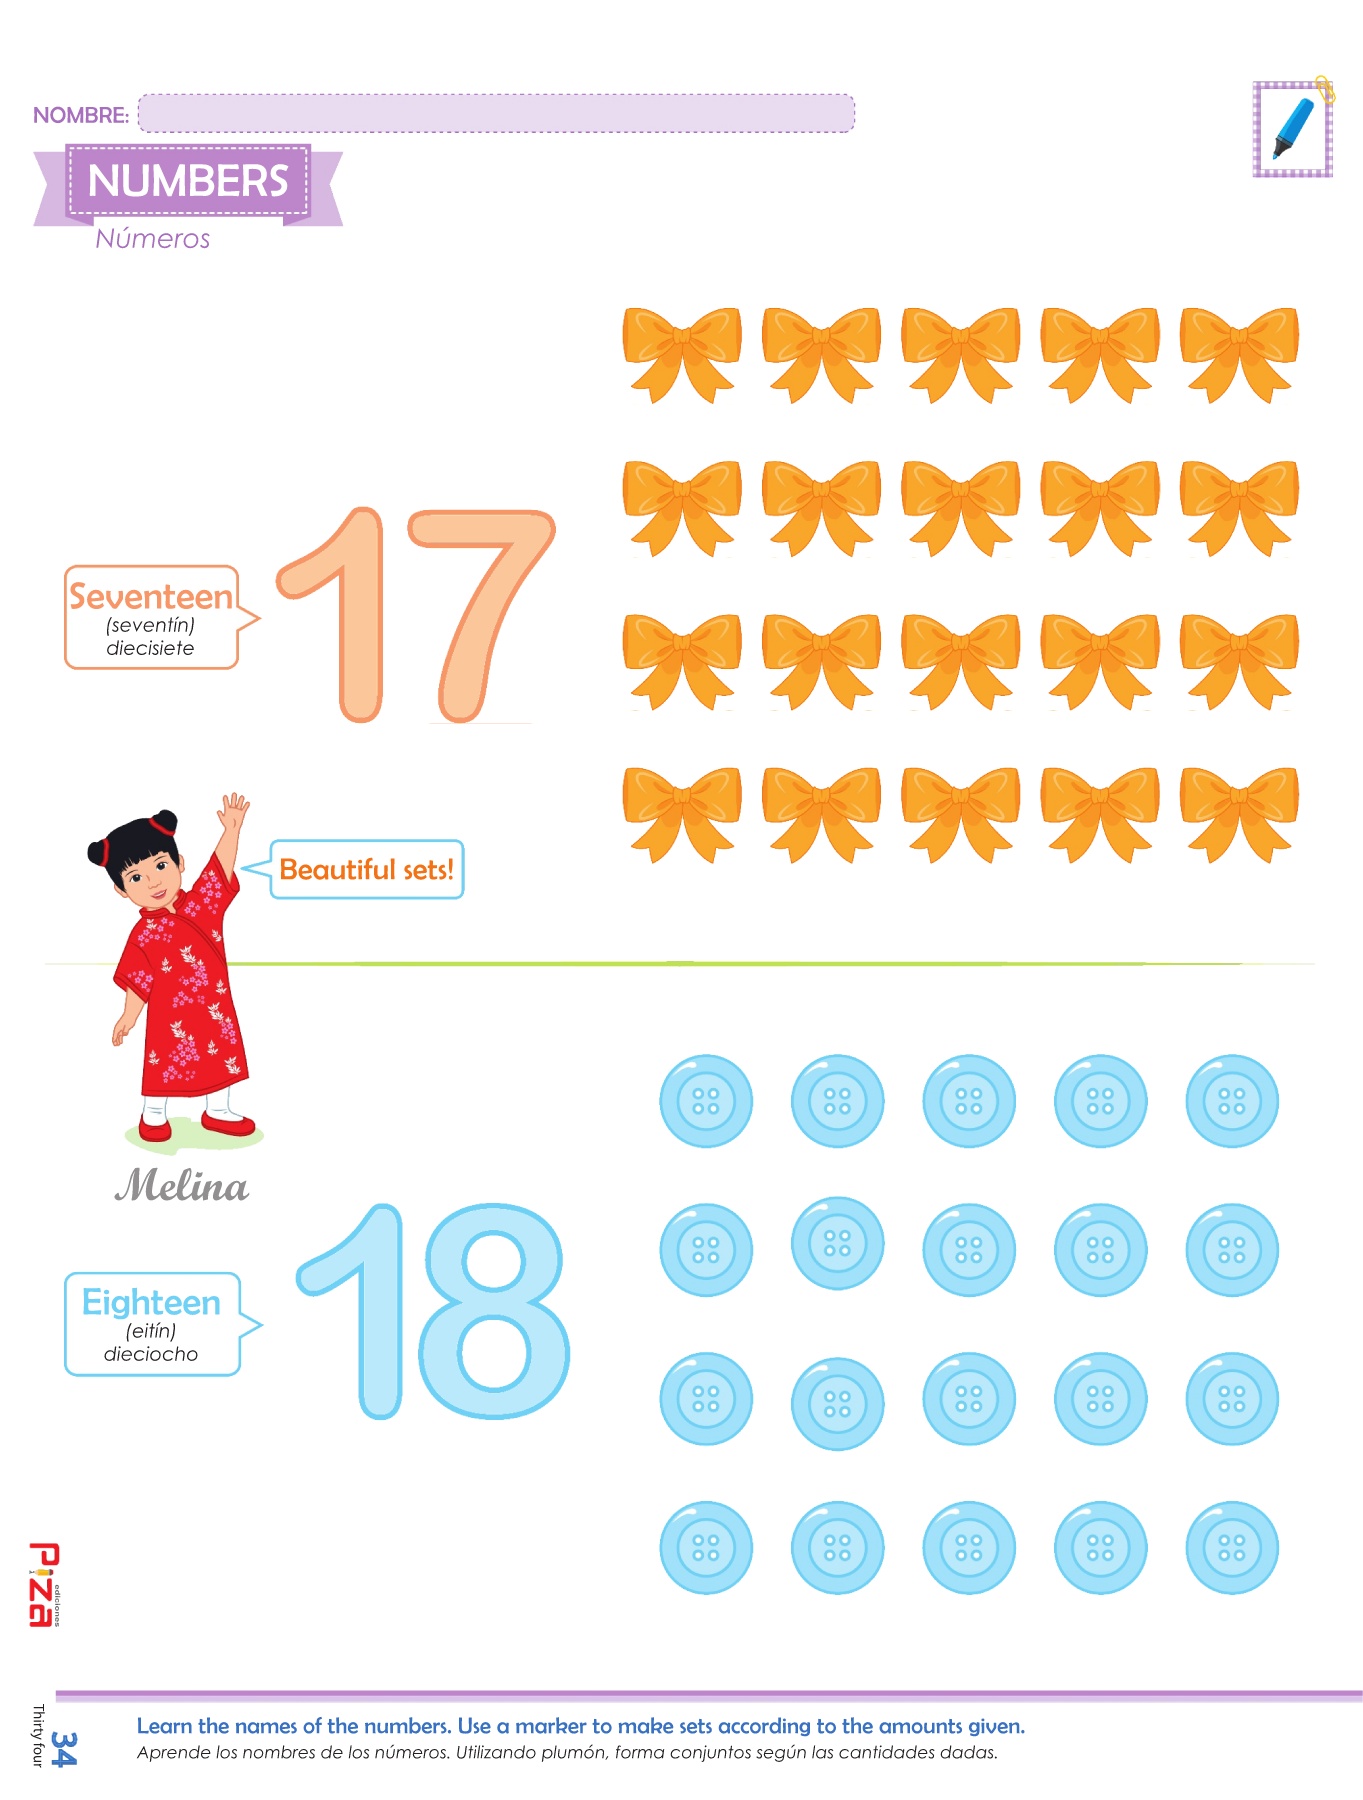 NOMBRE:
NUMBERS
Números
17
Seventeen
(seventín)
diecisiete
Beautiful sets!
Melina
18
Eighteen
(eitín)
dieciocho
PIZA
ediciones
34
Thirty four
Learn the names of the numbers. Use a marker to make sets according to the amounts given.
Aprende los nombres de los números. Utilizando plumón, forma conjuntos según las cantidades dadas.